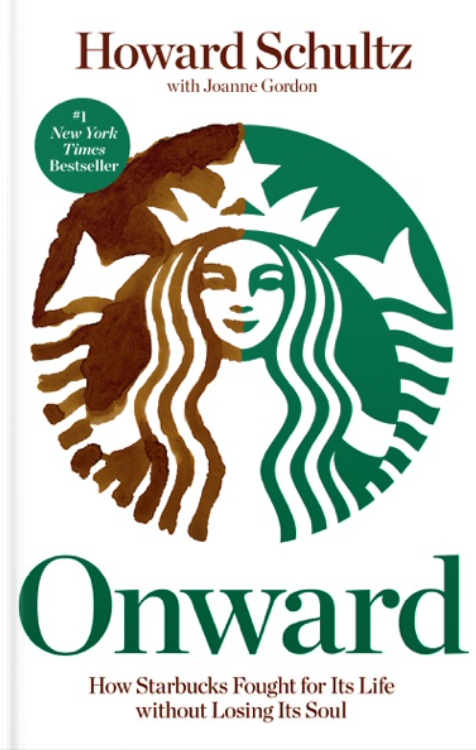 Howard Schultz
with Joanne Gordon
#1
New York
Times
Bestseller
Onward
How Starbucks Fought for Its Life
without Losing Its Soul